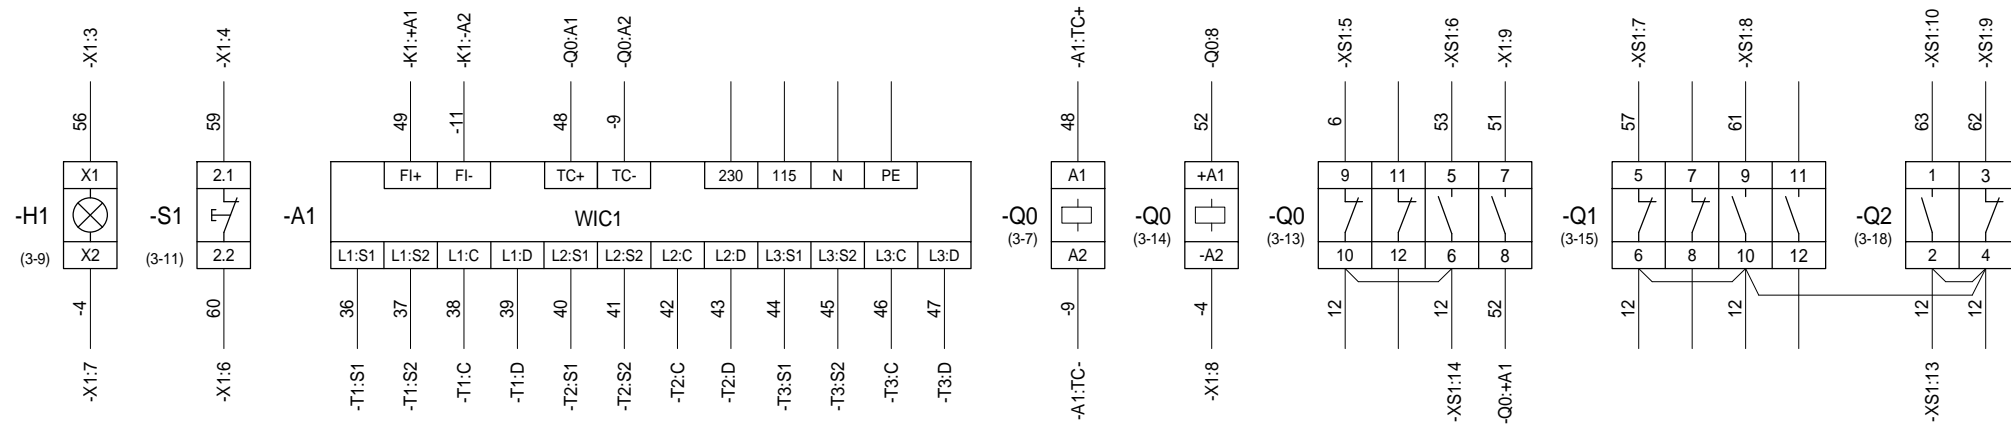 -X1:3
-X1:4
-K1:+A1
-K1:-A2
-Q0:A1
-Q0:A2
-A1:TC+
-Q0:8
-XS1:5
-XS1:6
-X1:9
-XS1:7
-XS1:8
-XS1:10
-XS1:9
56
59
49
-11
48
-9
48
52
6
53
51
57
61
63
62
X1
2.1
FI+
FI-
TC+
TC-
230
115
N
PE
A1
+A1
9
11
5
7
5
7
9
11
1
3
-H1
(3-9)
-S1
(3-11)
-A1
WIC1
-Q0
(3-7)
-Q0
(3-14)
-Q0
(3-13)
-Q1
(3-15)
-Q2
(3-18)
X2
2.2
L1:S1
L1:S2
L1:C
L1:D
L2:S1
L2:S2
L2:C
L2:D
L3:S1
L3:S2
L3:C
L3:D
A2
-A2
10
12
6
8
6
8
10
12
2
4
-4
60
36
37
38
39
40
41
42
43
44
45
46
47
-9
-4
12
12
52
12
12
12
12
-X1:7
-X1:6
-T1:S1
-T1:S2
-T1:C
-T1:D
-T2:S1
-T2:S2
-T2:C
-T2:D
-T3:S1
-T3:S2
-T3:C
-T3:D
-A1:TC-
-X1:8
-XS1:14
-Q0:+A1
-XS1:13